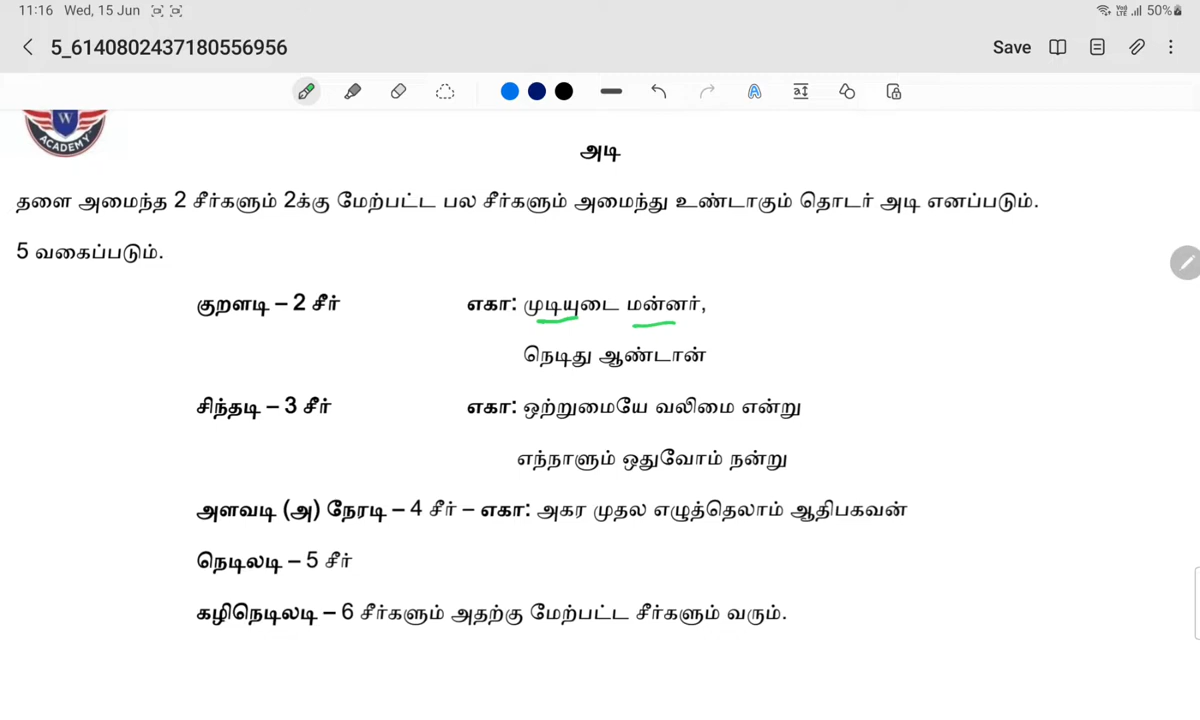 11:16 Wed, 15 Jun 50%
5_6140802437180556956 Save
W
ACADEMY
அடி
தளை அமைந்த 2 சீர்களும் 2க்கு மேற்பட்ட பல சீர்களும் அமைந்து உண்டாகும் தொடர் அடி எனப்படும்.
5 வகைப்படும்.
குறளடி – 2 சீர் எகா: முடியுடை மன்னர்,
நெடிது ஆண்டான்
சிந்தடி – 3 சீர் எகா: ஒற்றுமையே வலிமை என்று
எந்நாளும் ஒதுவோம் நன்று
அளவடி (அ) நேரடி – 4 சீர் – எகா: அகர முதல எழுத்தெலாம் ஆதிபகவன்
நெடிலடி – 5 சீர்
கழிநெடிலடி – 6 சீர்களும் அதற்கு மேற்பட்ட சீர்களும் வரும்.